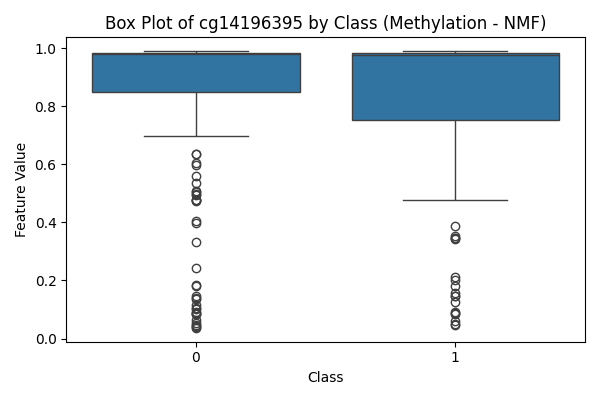 Box Plot of cg14196395 by Class (Methylation - NMF)
Feature Value
1.0
0.8
0.6
0.4
0.2
0.0
0 1
Class